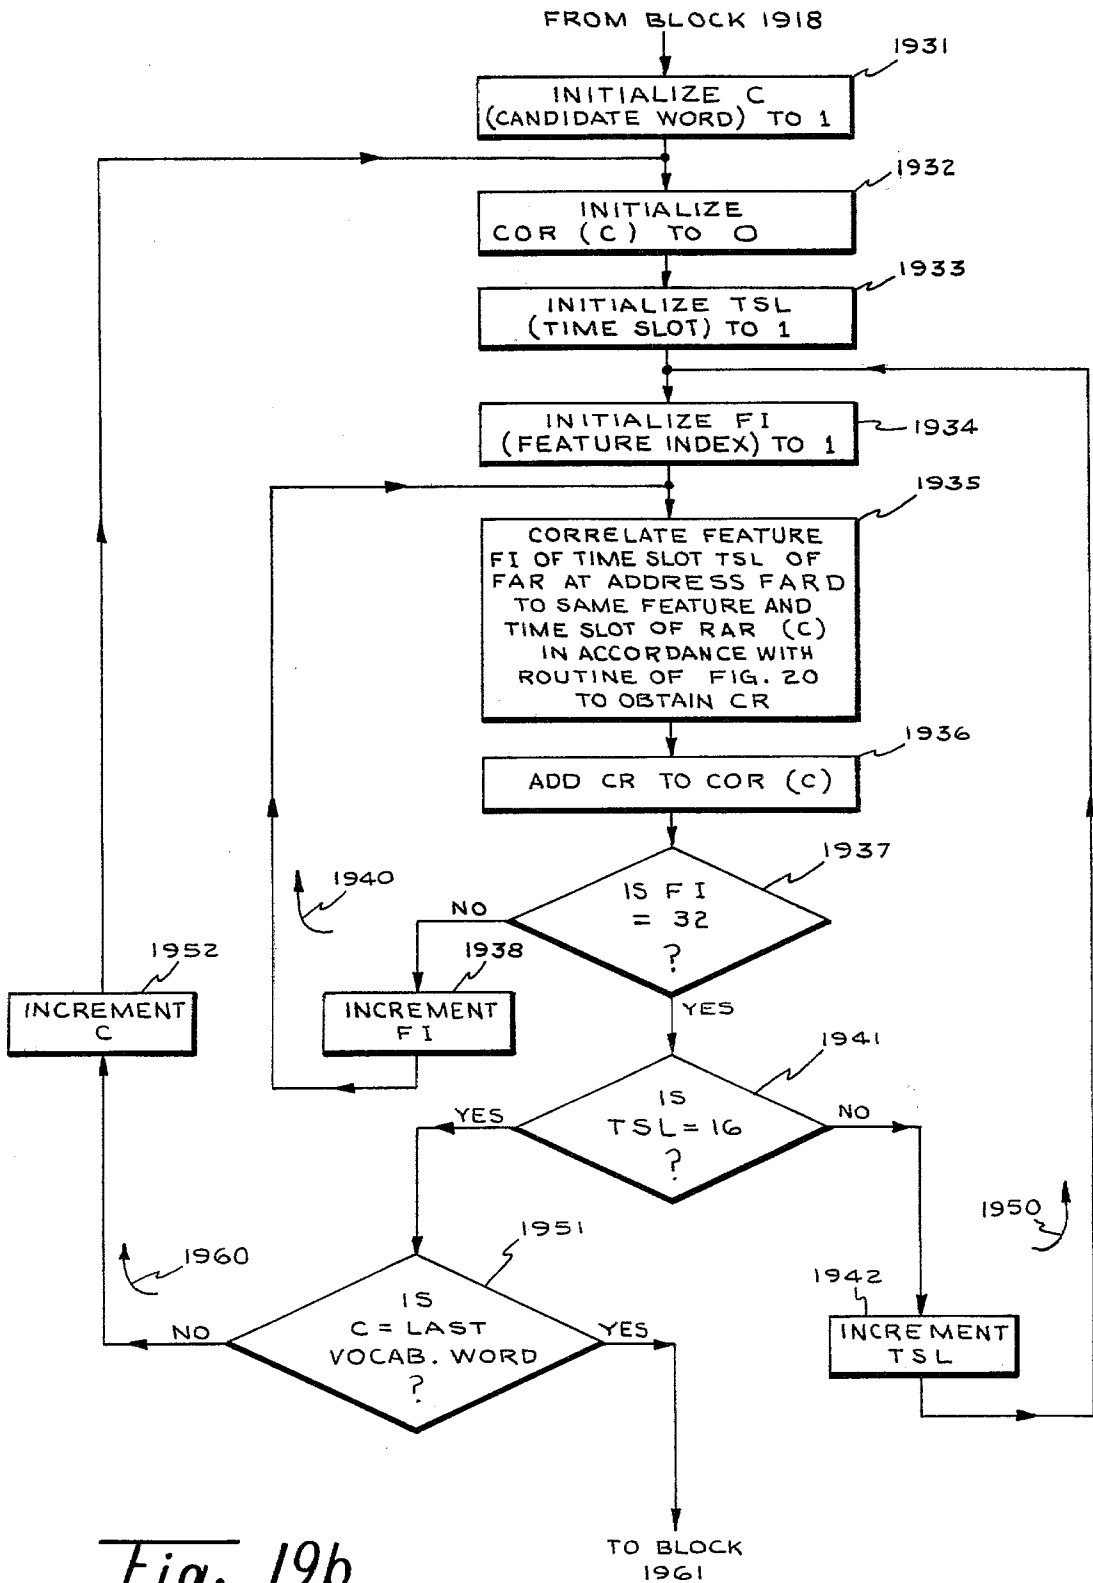 FROM BLOCK 1918
1931
INITIALIZE C
(CANDIDATE WORD) TO 1
1932
INITIALIZE
COR (C) TO O
1933
INITIALIZE TSL
(TIME SLOT) TO 1
INITIALIZE FI
(FEATURE INDEX) TO 1
1934
1935
CORRELATE FEATURE
FI OF TIME SLOT TSL OF
FAR AT ADDRESS FARD
TO SAME FEATURE AND
TIME SLOT OF RAR (C)
IN ACCORDANCE WITH
ROUTINE OF FIG. 20
TO OBTAIN CR
1936
ADD CR TO COR (C)
1937
IS FI
= 32
?
NO
YES
1940
1938
INCREMENT
FI
1952
INCREMENT
C
1941
IS
TSL = 16
?
YES
NO
1950
1942
INCREMENT
TSL
1960
1951
IS
C = LAST
VOCAB. WORD
?
NO
YES
TO BLOCK
1961
Fig. 19b